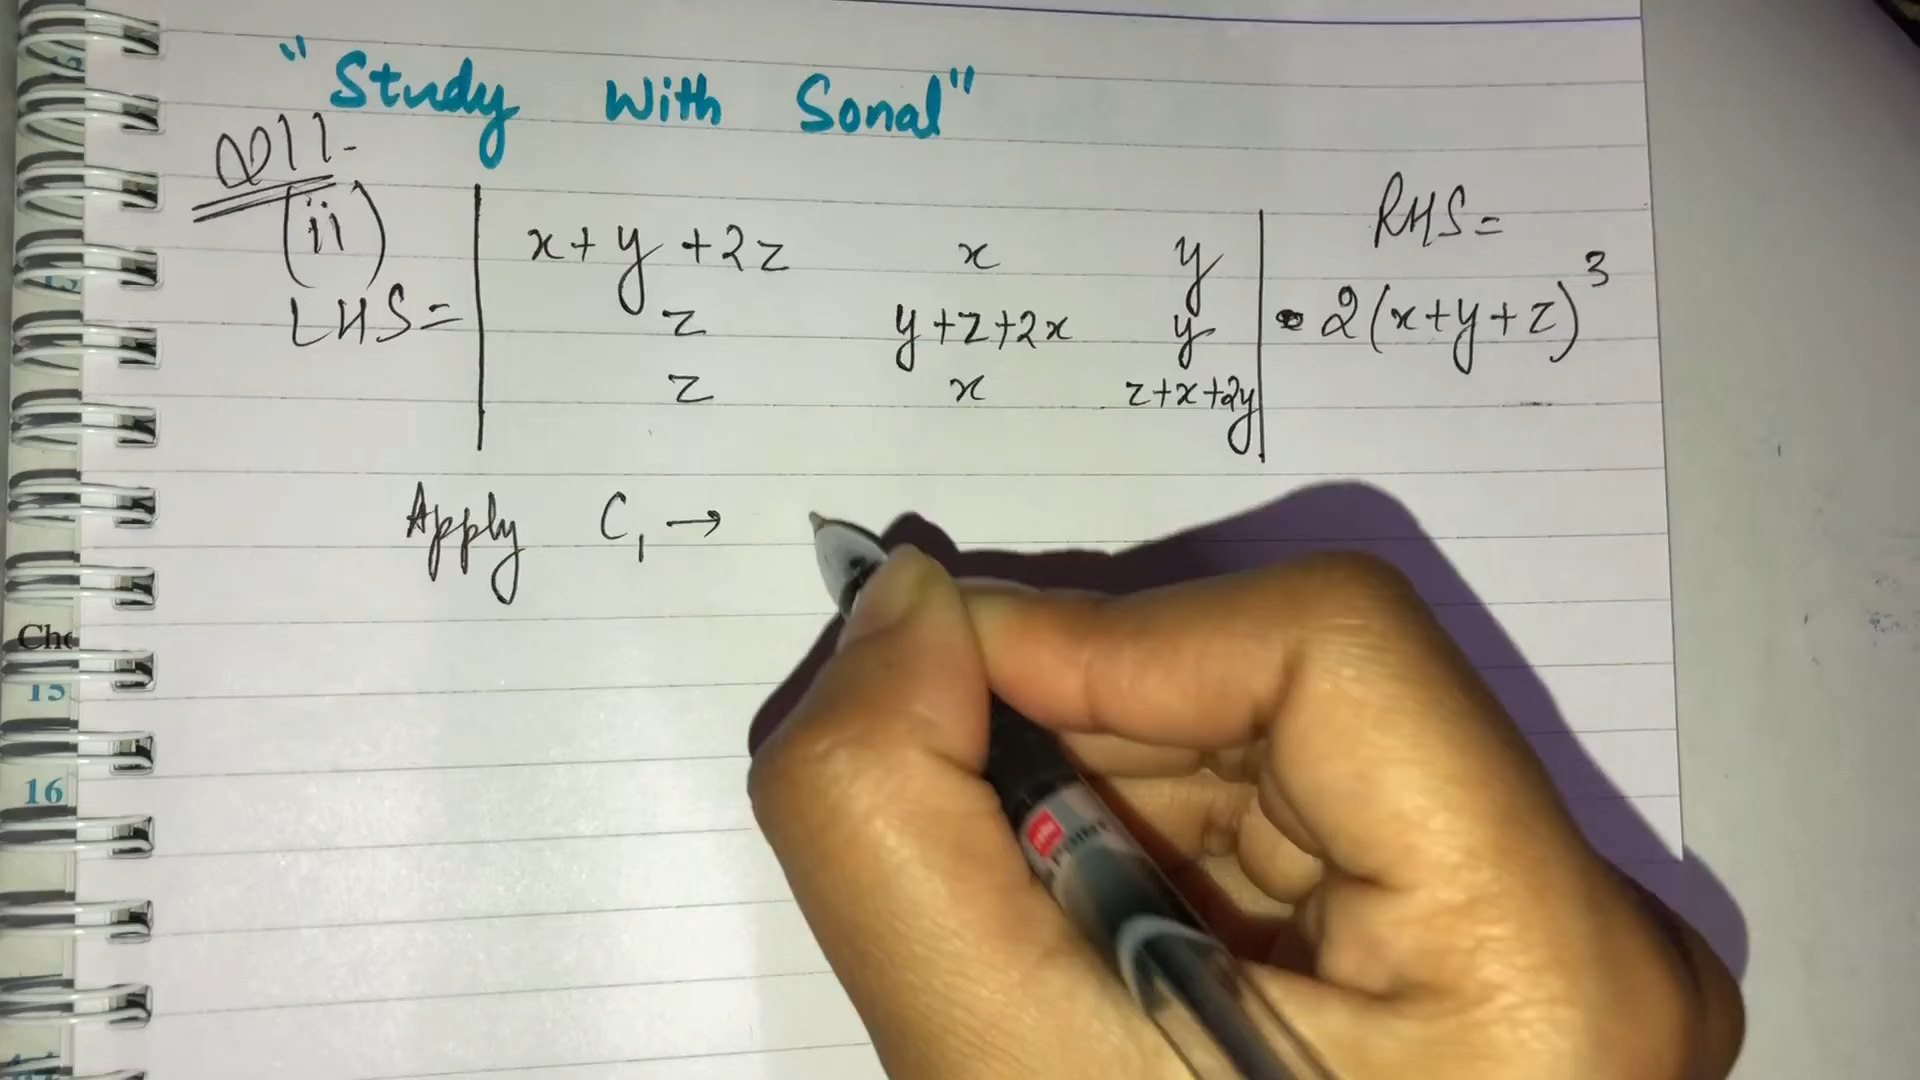 "Study With Sonal"
Q11.
(ii)
RHS =
LHS = | x+y+2z x y |
z y+z+2x y 2(x+y+z)³
z x z+x+2y
Apply C₁ →
Che
15
16